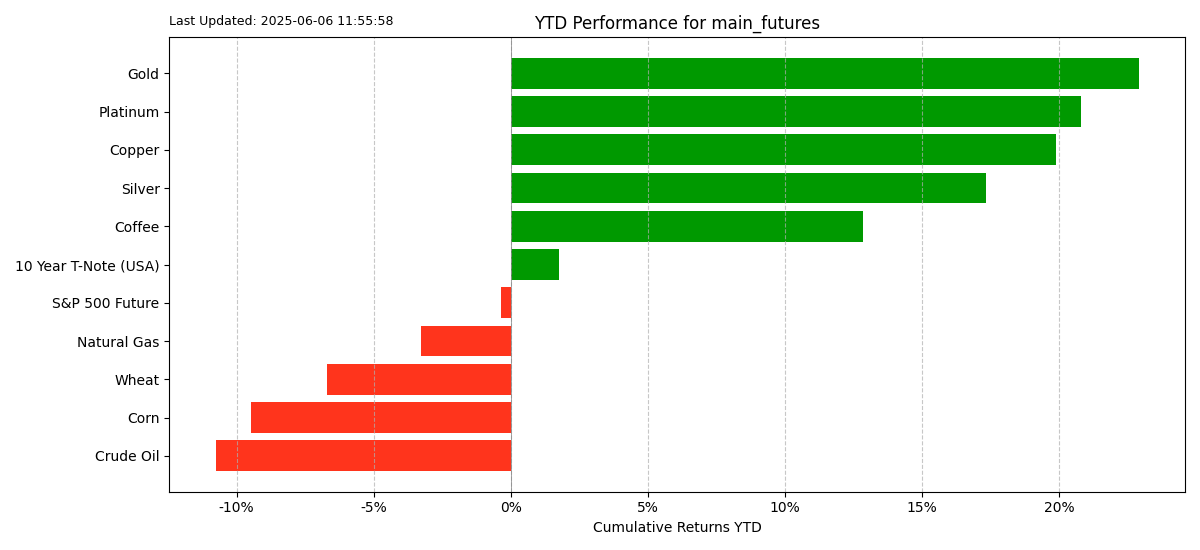 Last Updated: 2025-06-06 11:55:58
YTD Performance for main_futures
Gold
Platinum
Copper
Silver
Coffee
10 Year T-Note (USA)
S&P 500 Future
Natural Gas
Wheat
Corn
Crude Oil
-10% -5% 0% 5% 10% 15% 20%
Cumulative Returns YTD